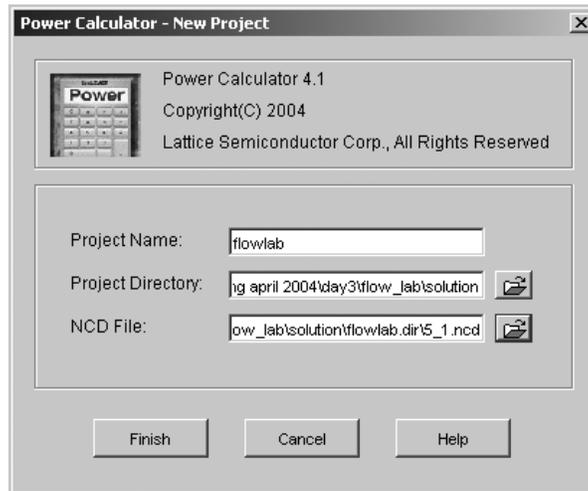 Power Calculator - New Project
Power
Power Calculator 4.1
Copyright(C) 2004
Lattice Semiconductor Corp., All Rights Reserved
Project Name:
flowlab
Project Directory:
ng april 2004\day3\flow_lab\solution
NCD File:
ow_lab\solution\flowlab.dir\5_1.ncd
Finish
Cancel
Help